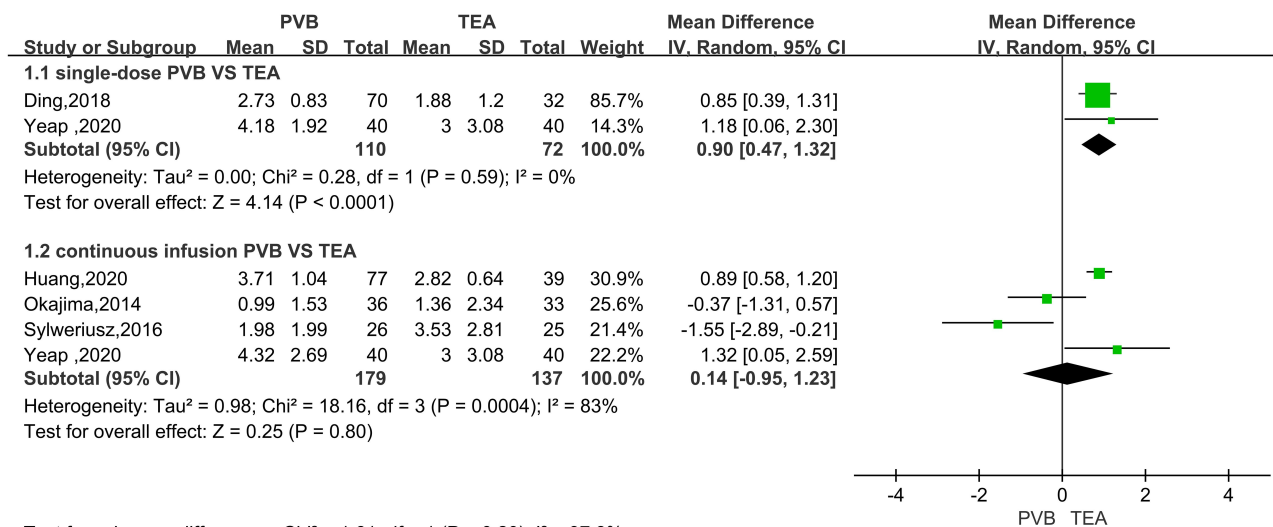 PVB TEA Mean Difference Mean Difference
Study or Subgroup Mean SD Total Mean SD Total Weight IV, Random, 95% CI IV, Random, 95% CI
1.1 single-dose PVB VS TEA
Ding,2018 2.73 0.83 70 1.88 1.2 32 85.7% 0.85 [0.39, 1.31]
Yeap ,2020 4.18 1.92 40 3 3.08 40 14.3% 1.18 [0.06, 2.30]
Subtotal (95% CI) 110 72 100.0% 0.90 [0.47, 1.32]
Heterogeneity: Tau² = 0.00; Chi² = 0.28, df = 1 (P = 0.59); I² = 0%
Test for overall effect: Z = 4.14 (P < 0.0001)
1.2 continuous infusion PVB VS TEA
Huang,2020 3.71 1.04 77 2.82 0.64 39 30.9% 0.89 [0.58, 1.20]
Okajima,2014 0.99 1.53 36 1.36 2.34 33 25.6% -0.37 [-1.31, 0.57]
Sylweriusz,2016 1.98 1.99 26 3.53 2.81 25 21.4% -1.55 [-2.89, -0.21]
Yeap ,2020 4.32 2.69 40 3 3.08 40 22.2% 1.32 [0.05, 2.59]
Subtotal (95% CI) 179 137 100.0% 0.14 [-0.95, 1.23]
Heterogeneity: Tau² = 0.98; Chi² = 18.16, df = 3 (P = 0.0004); I² = 83%
Test for overall effect: Z = 0.25 (P = 0.80)
-4 -2 0 2 4
PVB TEA